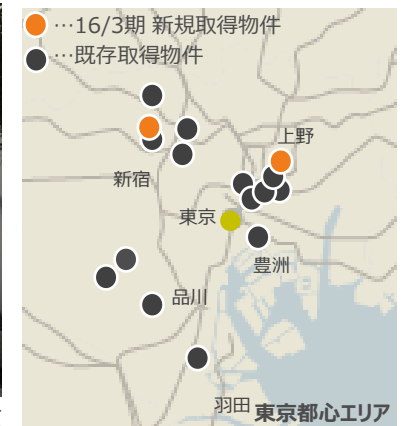 …16/3期 新規取得物件
…既存取得物件
上野
新宿
東京
豊洲
品川
羽田
東京都心エリア